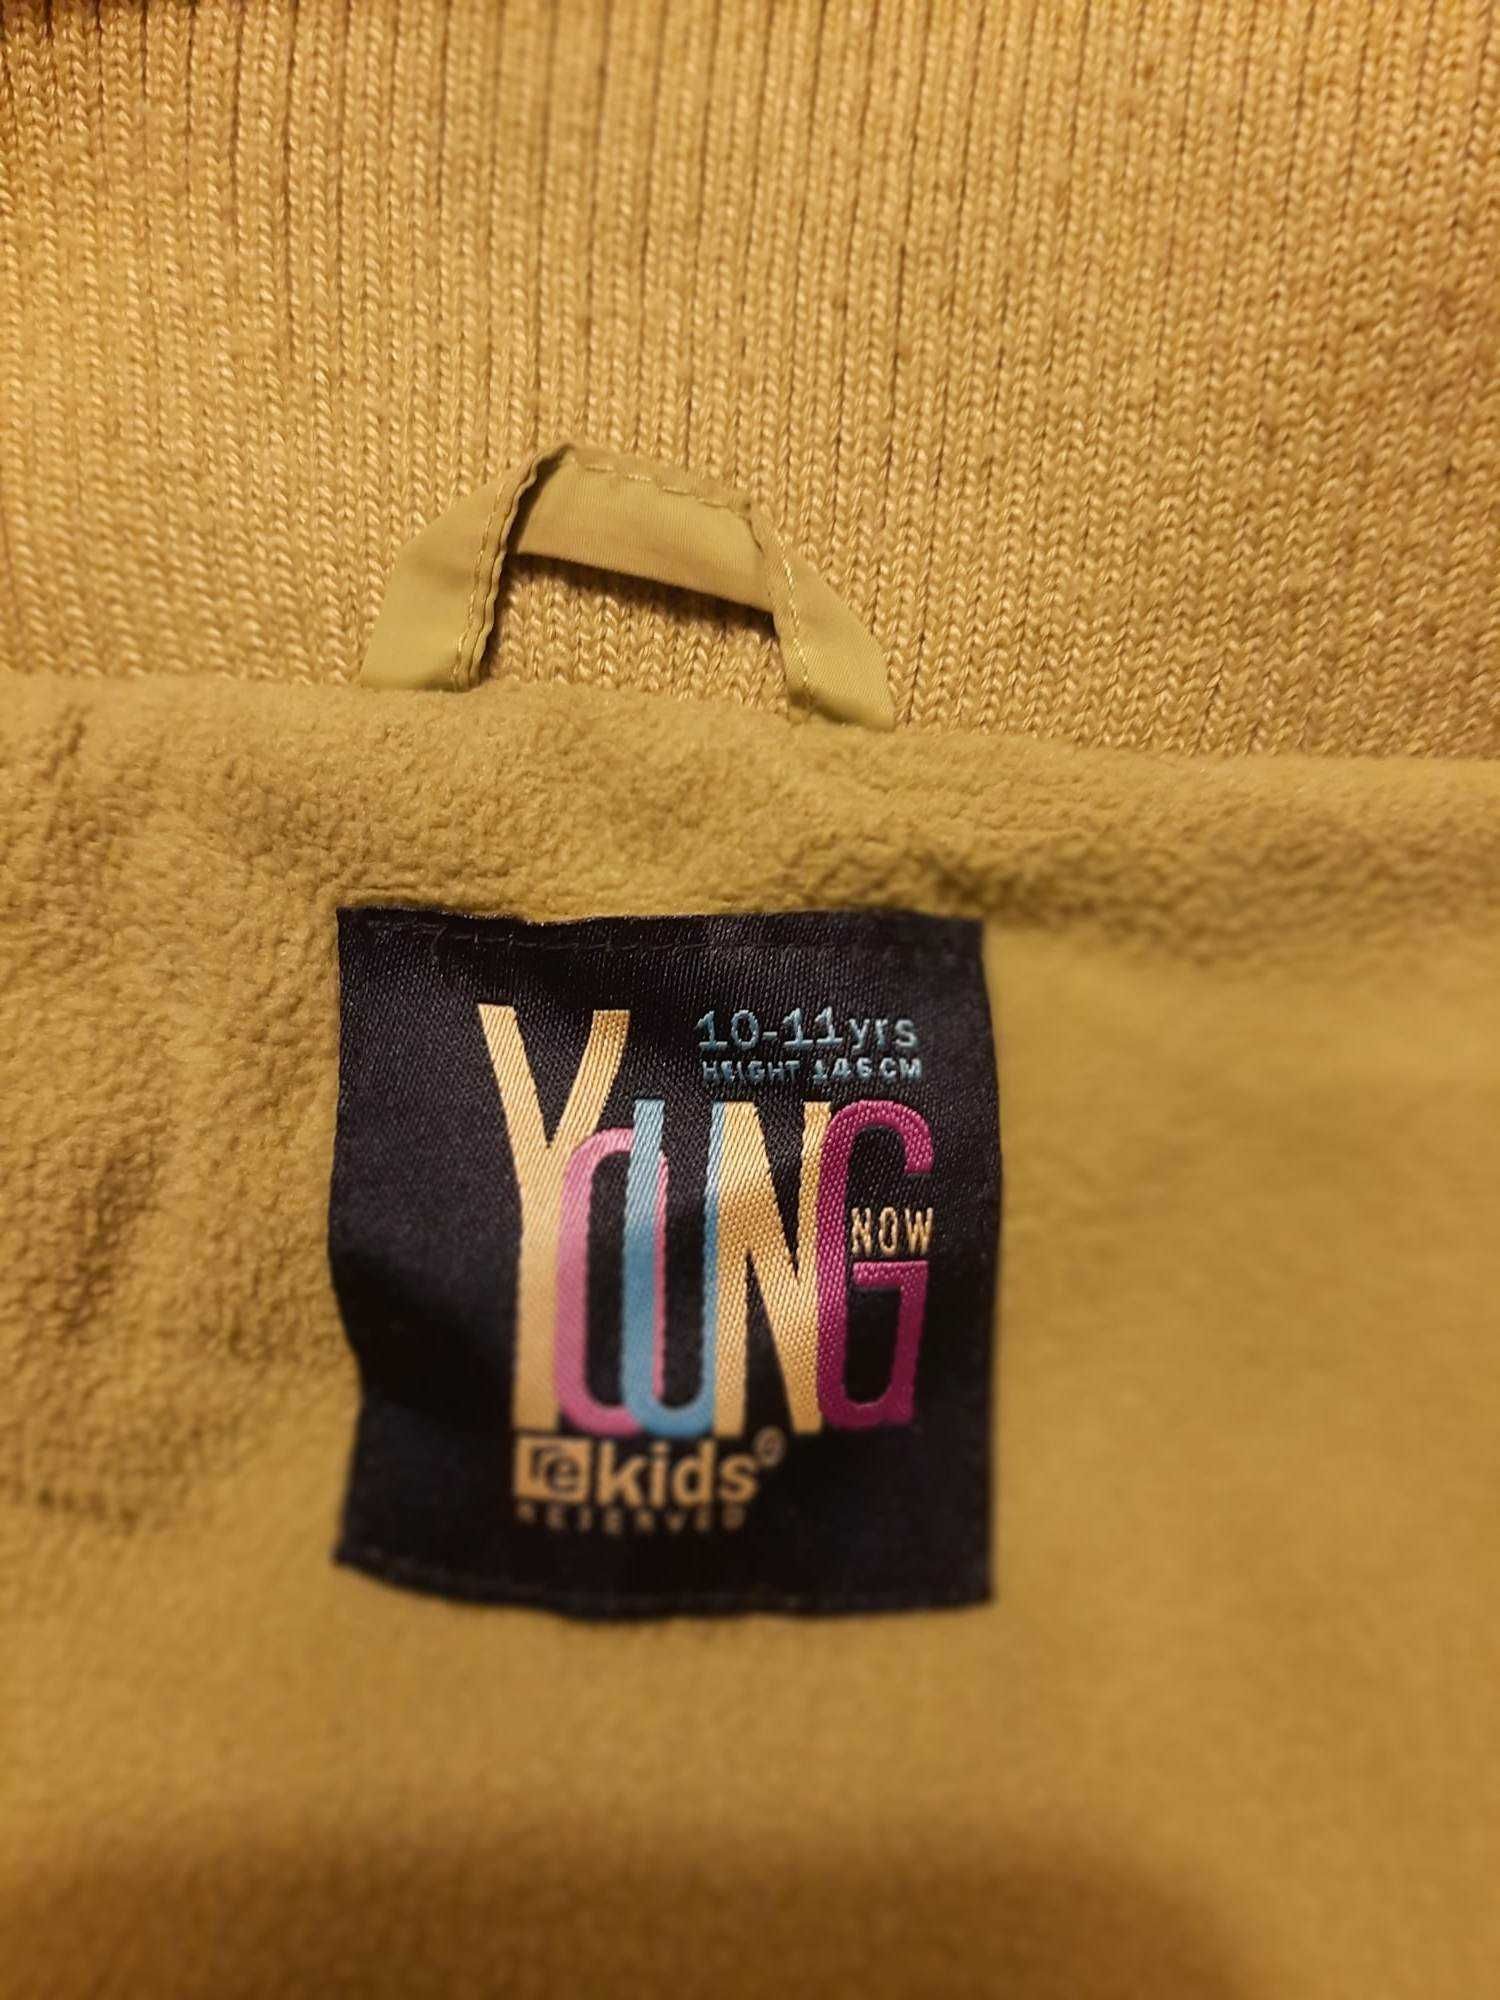 10-11yrs
HEIGHT 146 CM
YOUNG
NOW
re kids
RESERVED